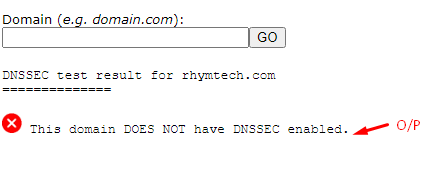 Domain (e.g. domain.com):
GO
DNSSEC test result for rhymtech.com
==============
This domain DOES NOT have DNSSEC enabled.
O/P